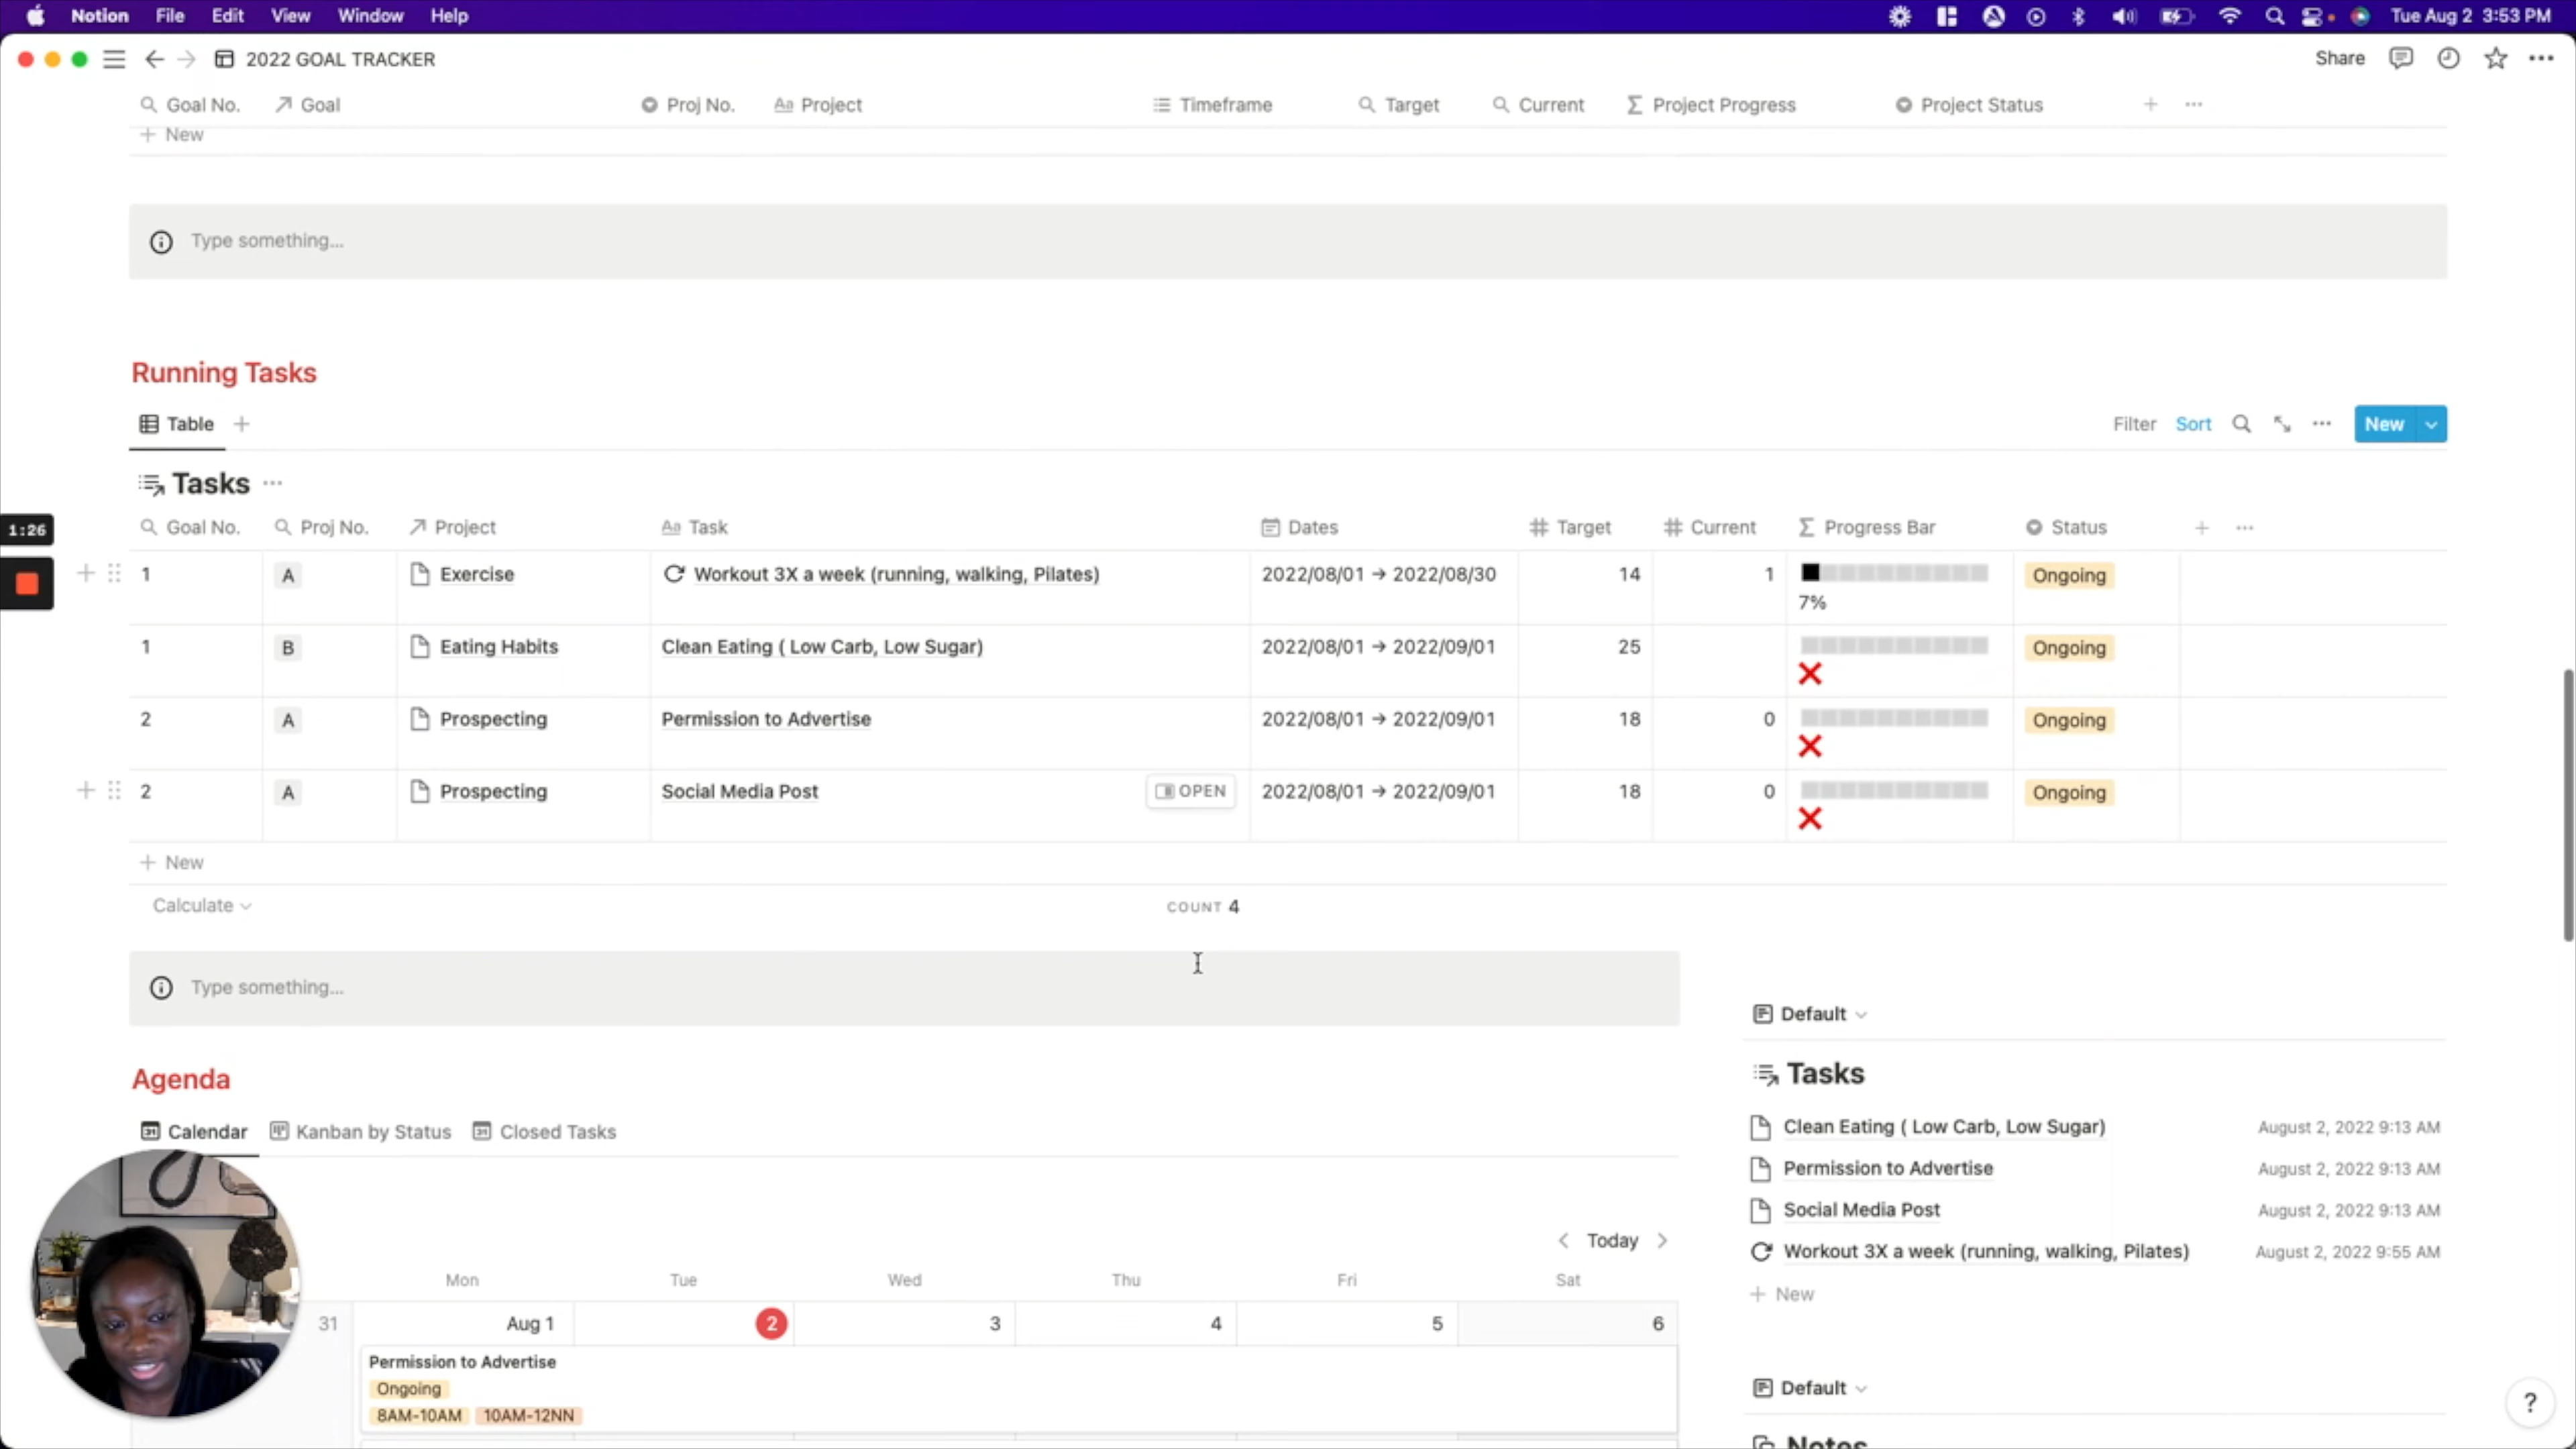 Notion File Edit View Window Help Tue Aug 2 3:53 PM
2022 GOAL TRACKER Share
Goal No. Goal Proj No. Aa Project Timeframe Target Current Project Progress Project Status
New
Type something...
Running Tasks
Table Filter Sort New
Tasks
1:26
Goal No. Proj No. Project Aa Task Dates Target Current Progress Bar Status
1 A Exercise Workout 3X a week (running, walking, Pilates) 2022/08/01 → 2022/08/30 14 1 Ongoing
7%
1 B Eating Habits Clean Eating ( Low Carb, Low Sugar) 2022/08/01 → 2022/09/01 25 Ongoing
2 A Prospecting Permission to Advertise 2022/08/01 → 2022/09/01 18 0 Ongoing
2 A Prospecting Social Media Post OPEN 2022/08/01 → 2022/09/01 18 0 Ongoing
New
Calculate COUNT 4
Type something...
Agenda
Calendar Kanban by Status Closed Tasks
Today
Mon Tue Wed Thu Fri Sat
31 Aug 1 2 3 4 5 6
Permission to Advertise
Ongoing
8AM-10AM 10AM-12NN
Default
Tasks
Clean Eating ( Low Carb, Low Sugar) August 2, 2022 9:13 AM
Permission to Advertise August 2, 2022 9:13 AM
Social Media Post August 2, 2022 9:13 AM
Workout 3X a week (running, walking, Pilates) August 2, 2022 9:55 AM
New
Default
Notes
?